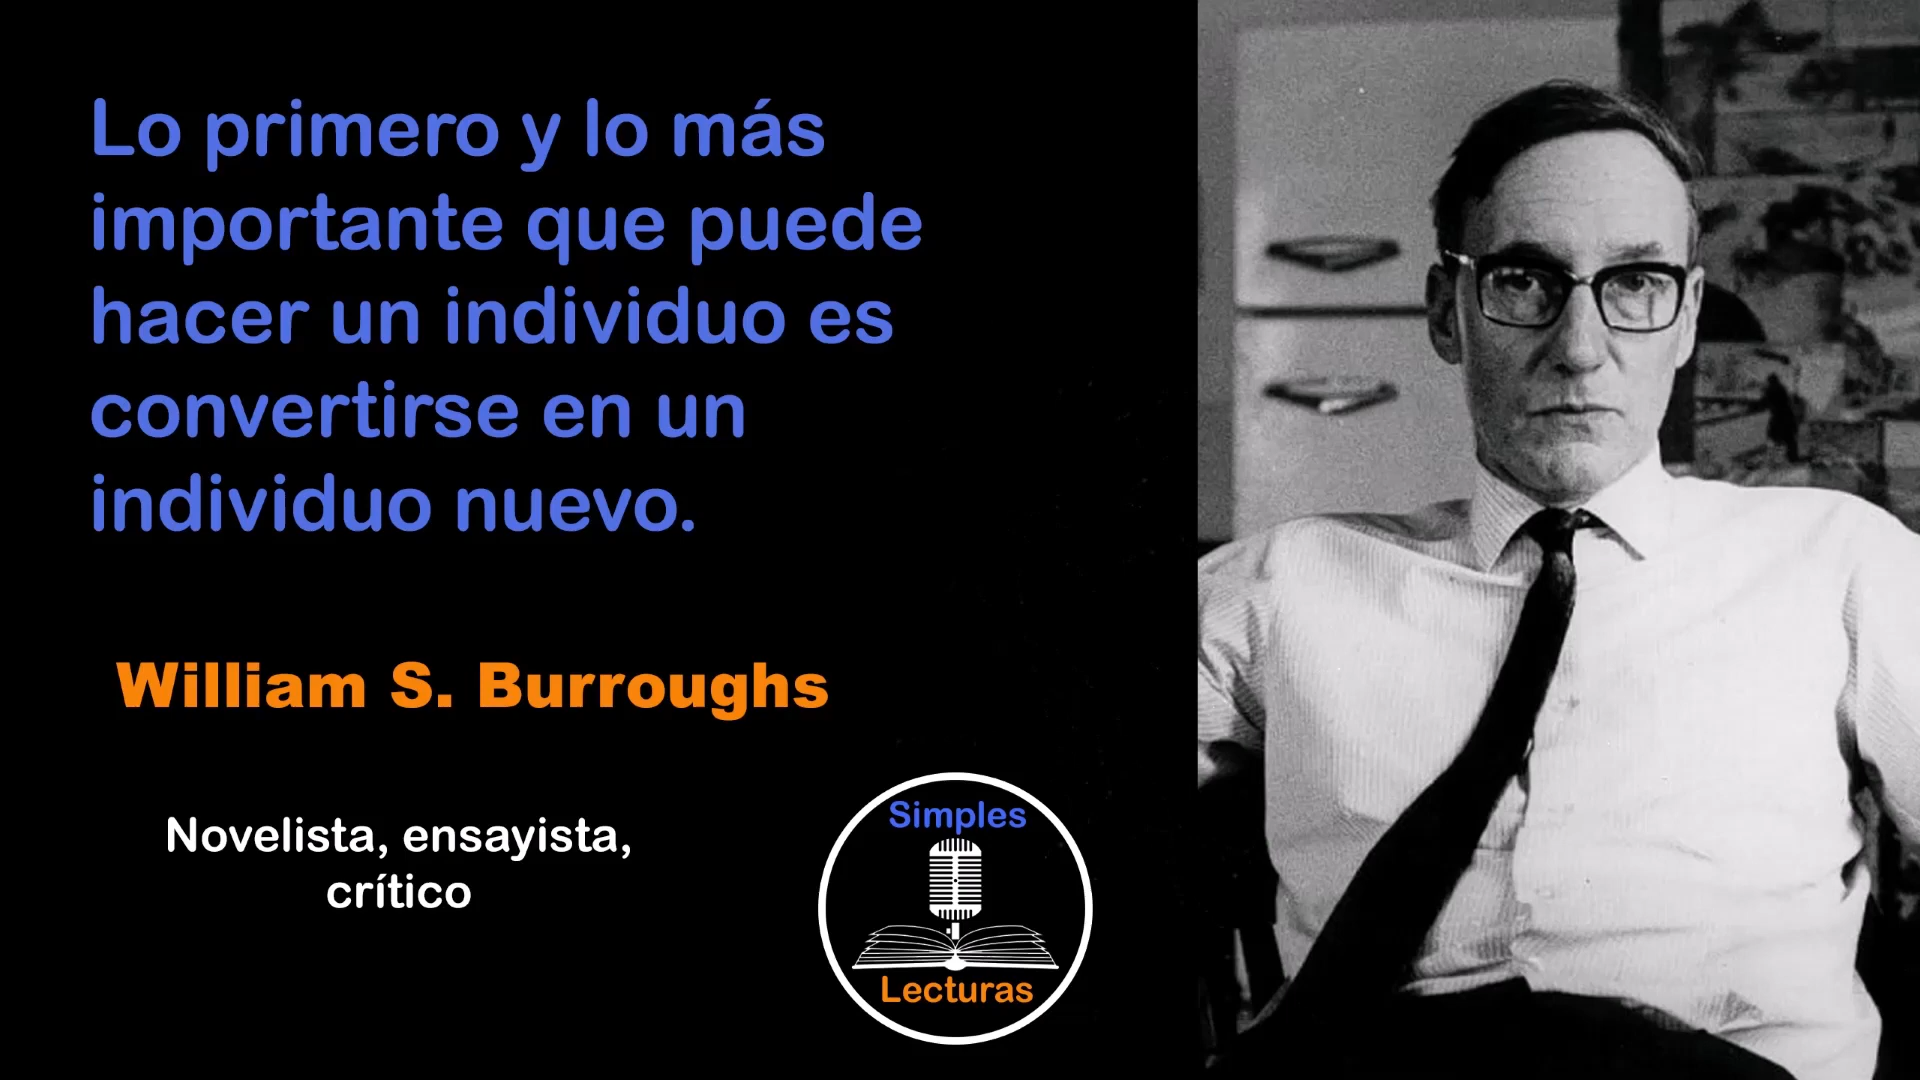 Lo primero y lo más
importante que puede
hacer un individuo es
convertirse en un
individuo nuevo.
William S. Burroughs
Novelista, ensayista,
crítico
Simples
Lecturas